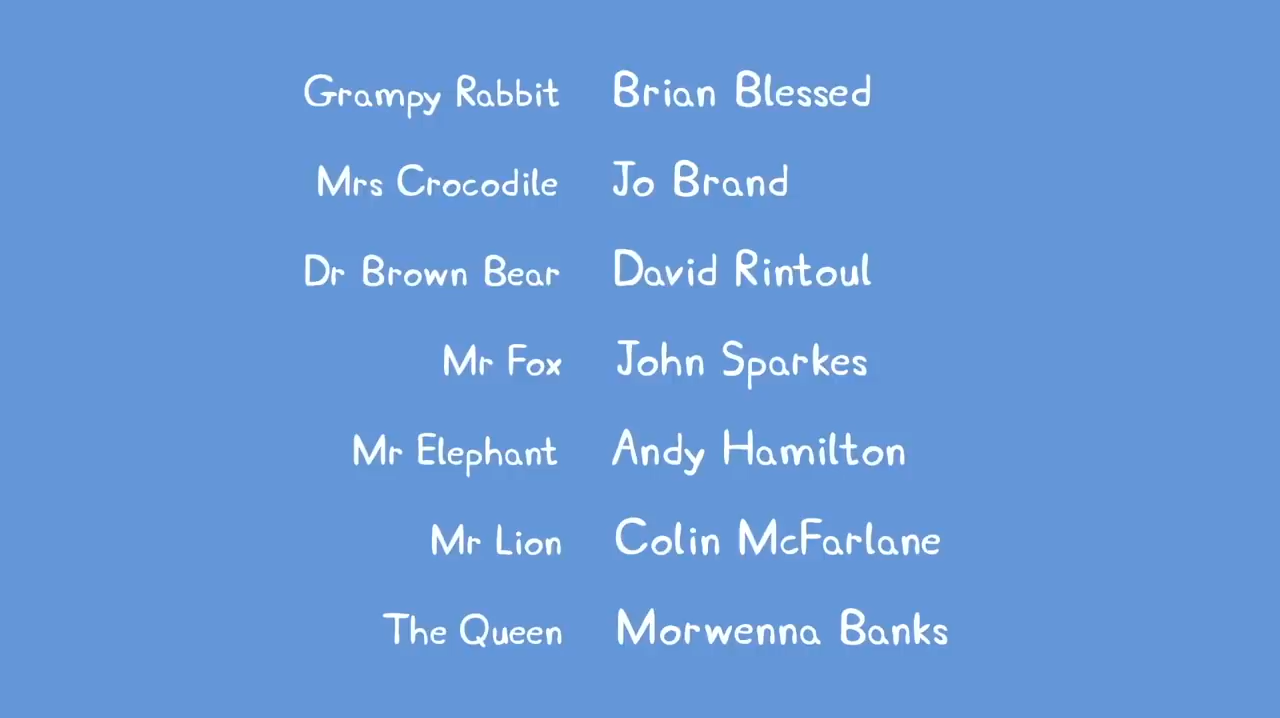 Grampy Rabbit Brian Blessed
Mrs Crocodile Jo Brand
Dr Brown Bear David Rintoul
Mr Fox John Sparkes
Mr Elephant Andy Hamilton
Mr Lion Colin McFarlane
The Queen Morwenna Banks